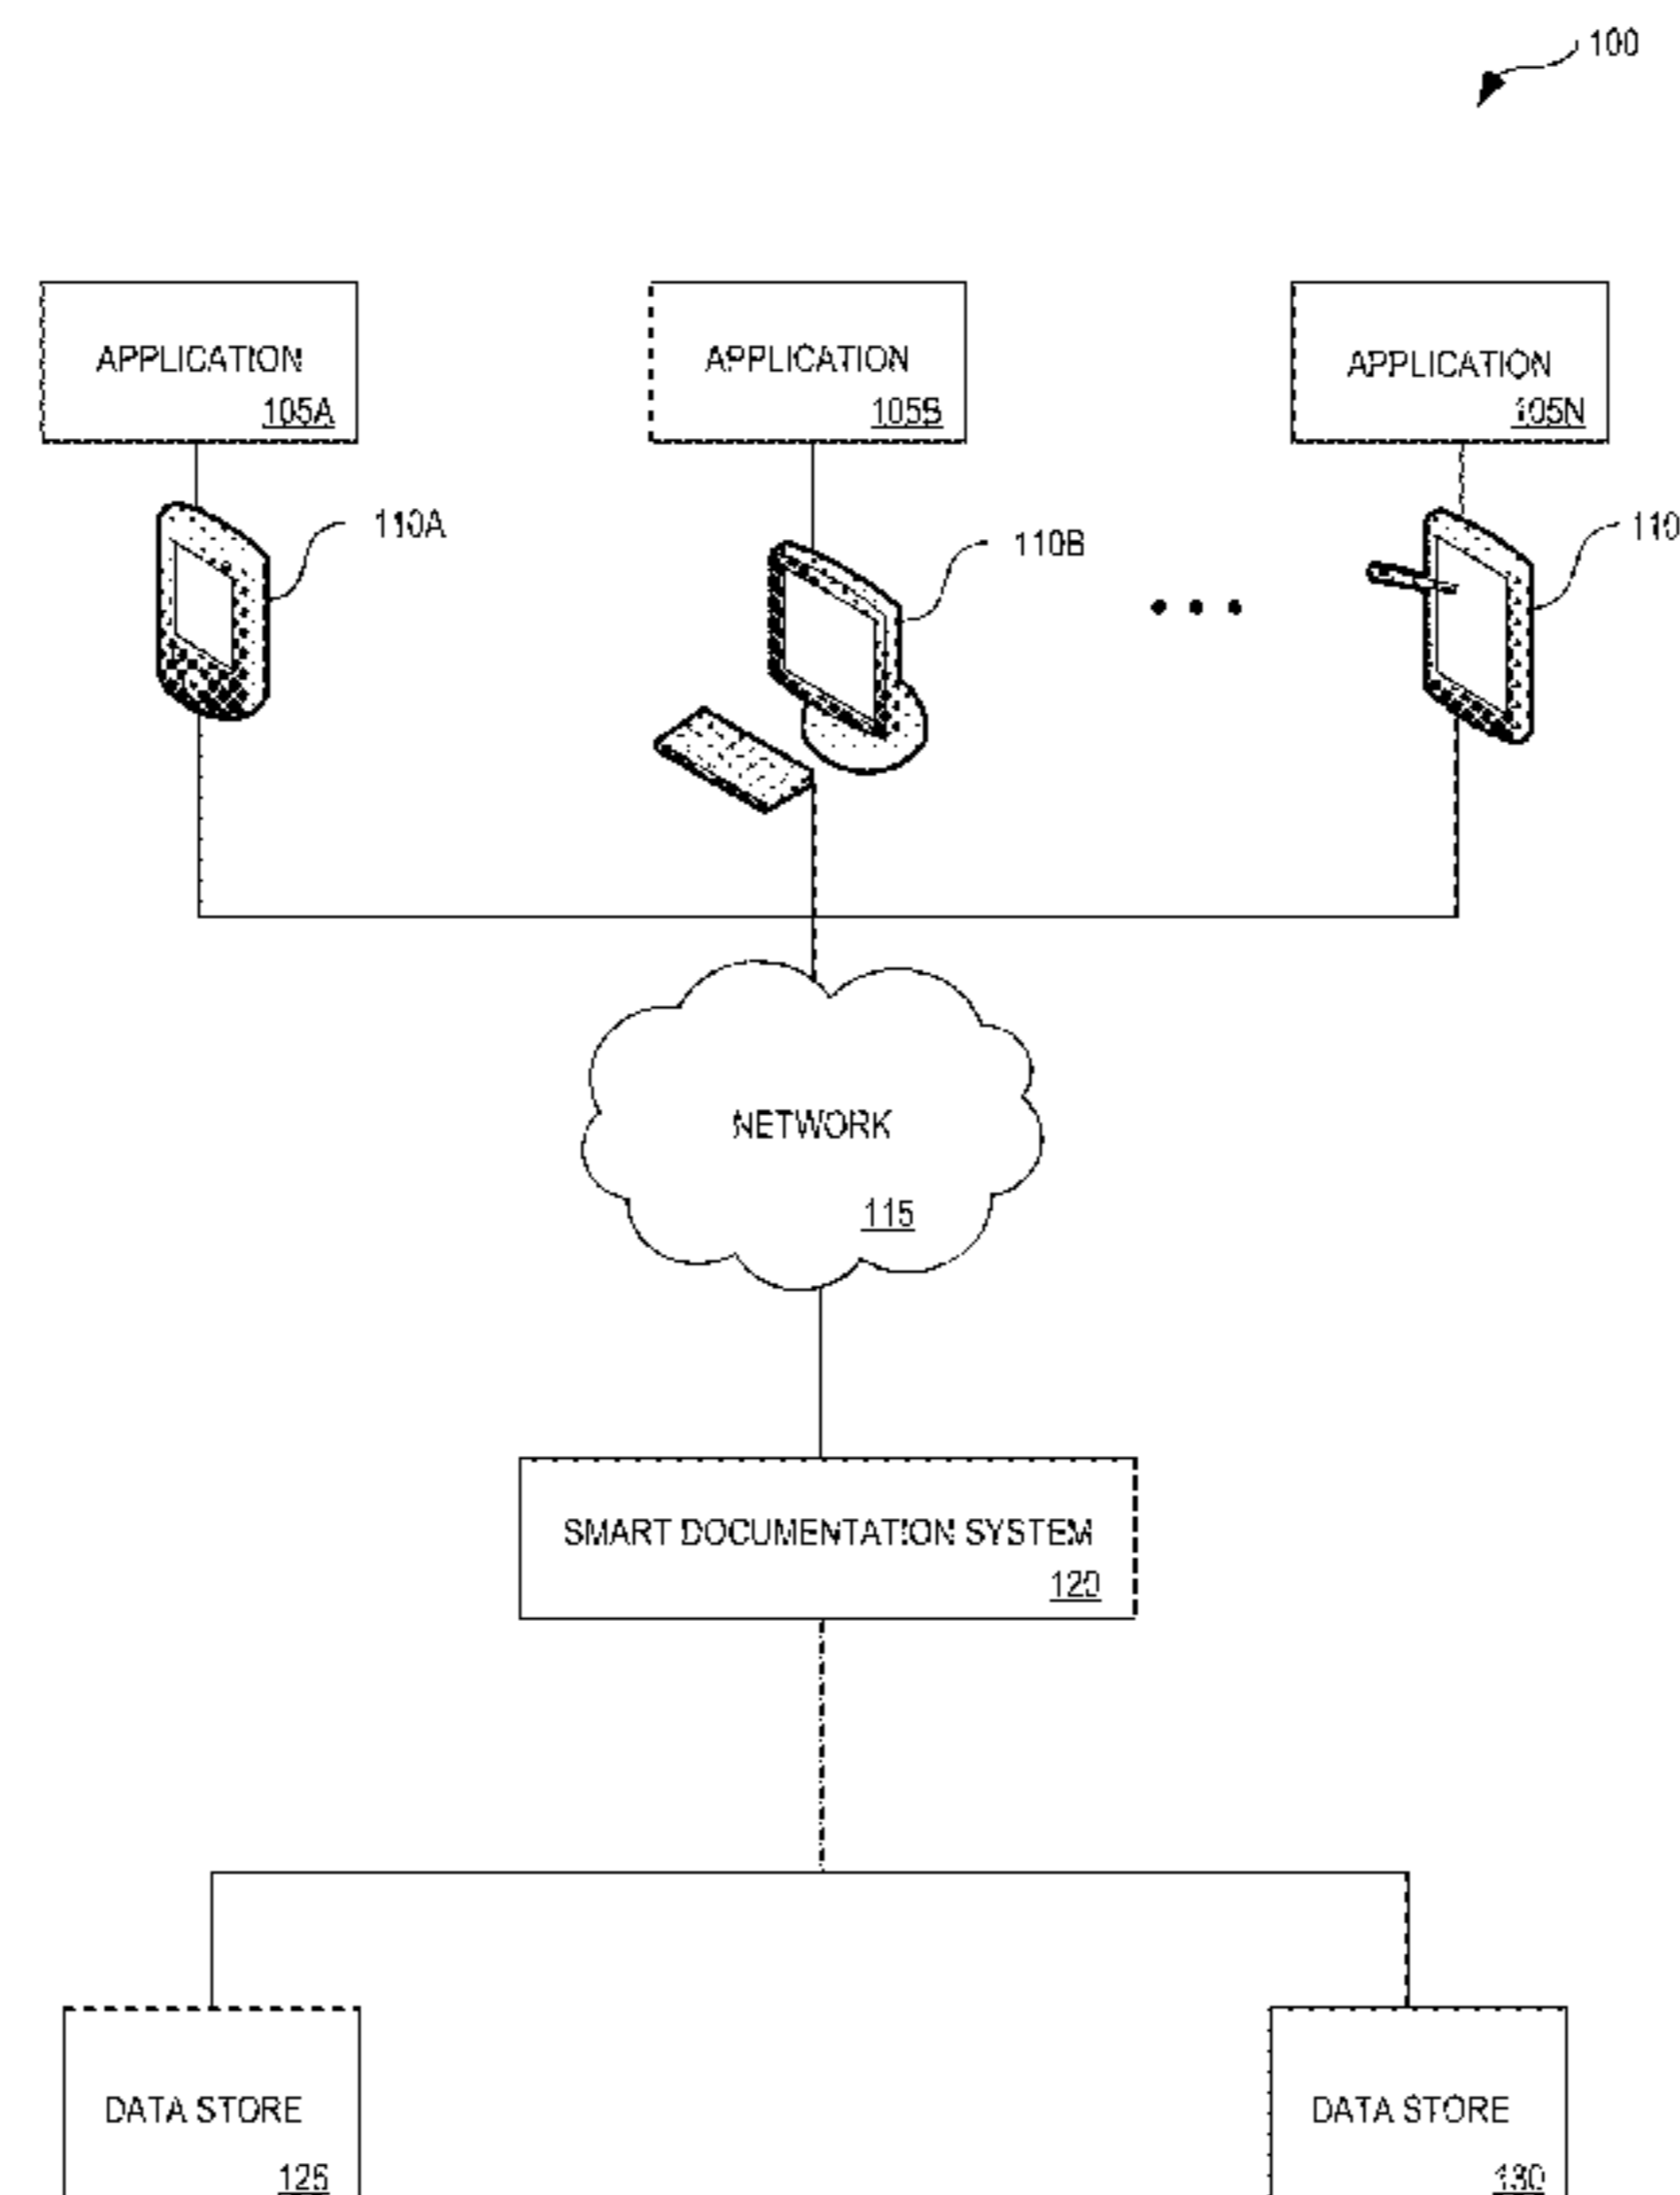 100
APPLICATION
105A
APPLICATION
105B
APPLICATION
105N
110A
110B
110
NETWORK
115
SMART DOCUMENTATION SYSTEM
120
DATA STORE
125
DATA STORE
130